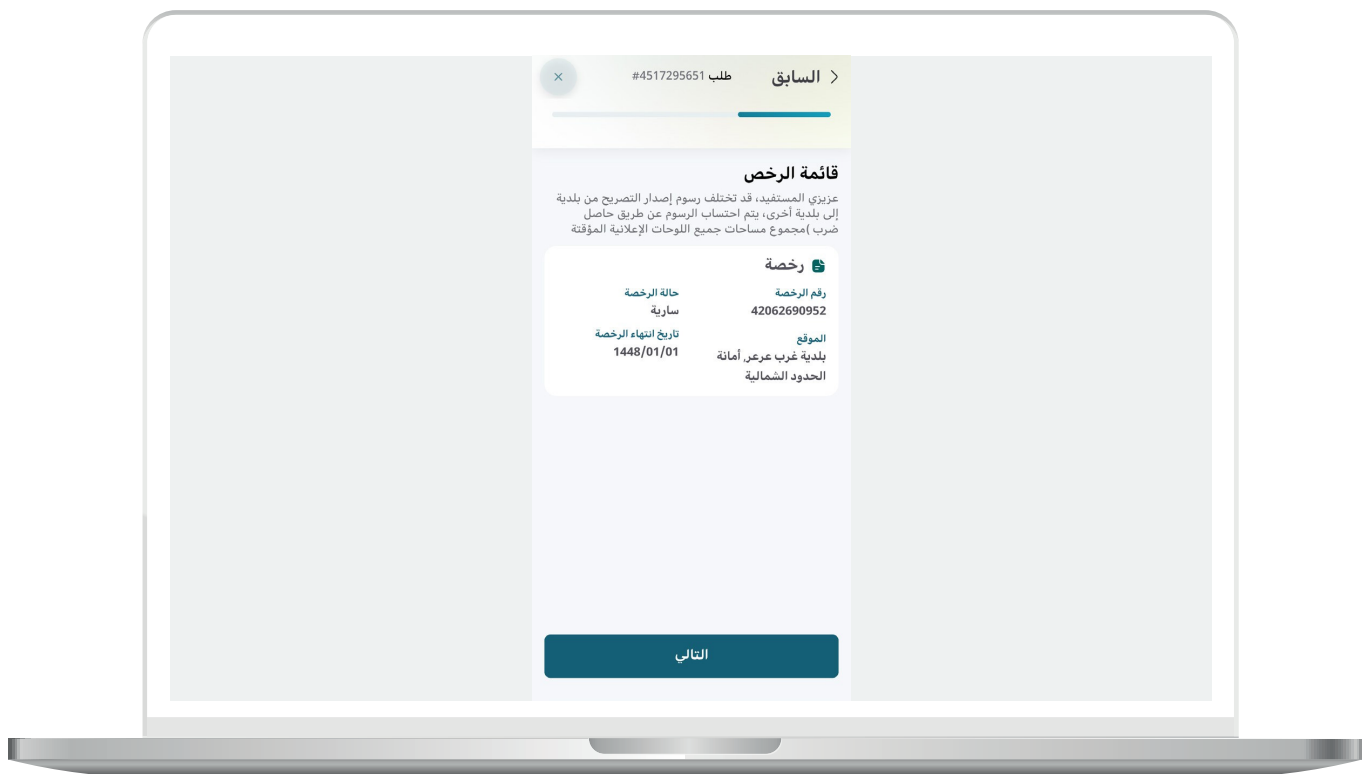 السابق
طلب 4517295651#
قائمة الرخص
عزيزي المستفيد، قد تختلف رسوم إصدار التصريح من بلدية
إلى بلدية أخرى، يتم احتساب الرسوم عن طريق حاصل
ضرب )مجموع مساحات جميع اللوحات الإعلانية المؤقتة
رخصة
رقم الرخصة
42062690952
حالة الرخصة
سارية
الموقع
بلدية غرب عرعر, أمانة
الحدود الشمالية
تاريخ انتهاء الرخصة
1448/01/01
التالي